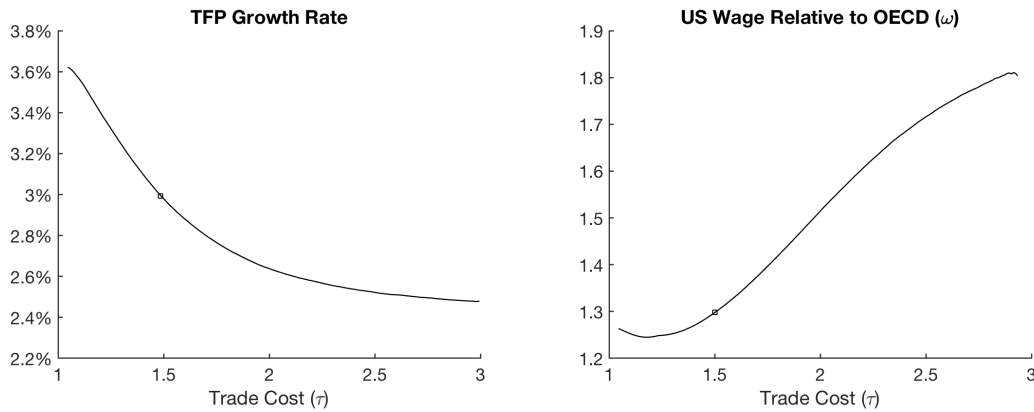 TFP Growth Rate
3.8%
3.6%
3.4%
3.2%
3%
2.8%
2.6%
2.4%
2.2%
1 1.5 2 2.5 3
Trade Cost (τ)
US Wage Relative to OECD (ω)
1.9
1.8
1.7
1.6
1.5
1.4
1.3
1.2
1 1.5 2 2.5 3
Trade Cost (τ)